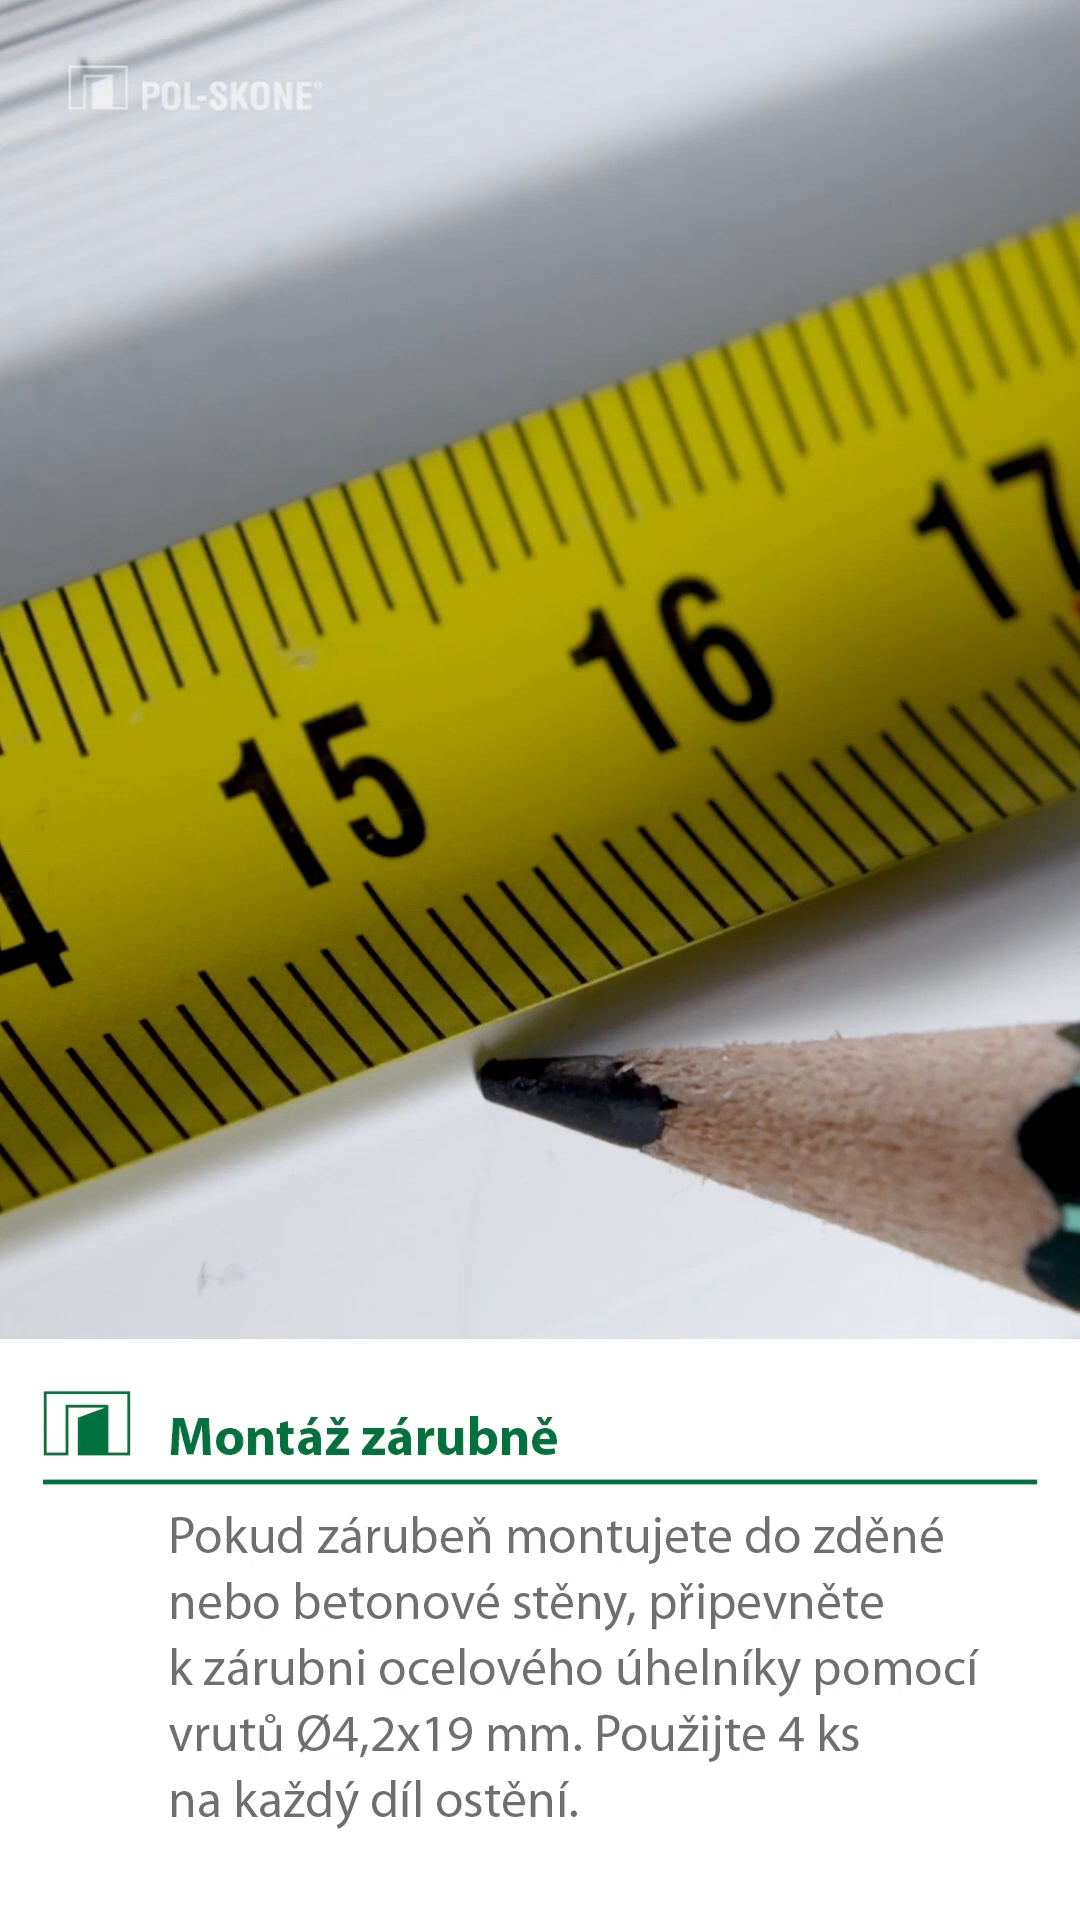 POL-SKONE®
17
16
15
4
Montáž zárubně
Pokud zárubeň montujete do zděné
nebo betonové stěny, připevněte
k zárubni ocelového úhelníky pomocí
vrutů Ø4,2x19 mm. Použijte 4 ks
na každý díl ostění.